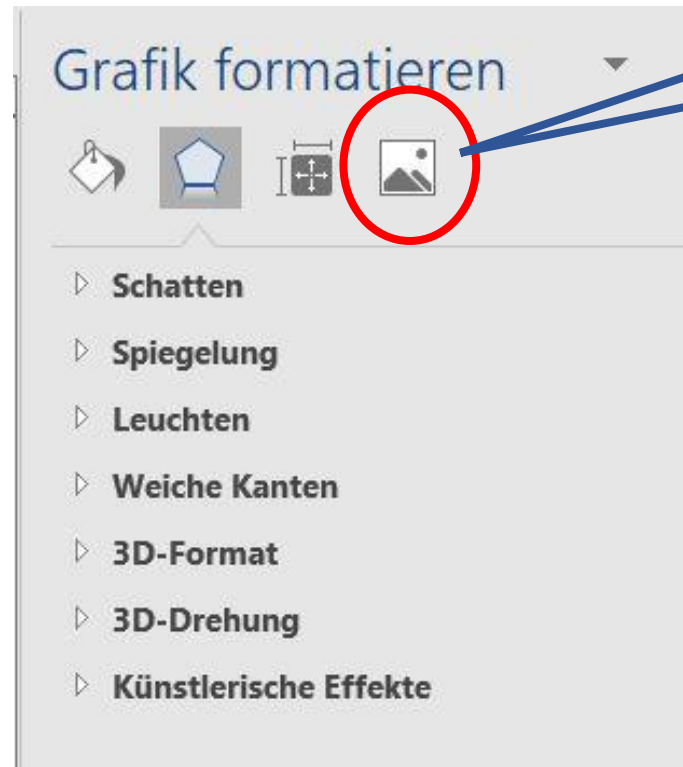 Grafik formatieren
Schatten
Spiegelung
Leuchten
Weiche Kanten
3D-Format
3D-Drehung
Künstlerische Effekte